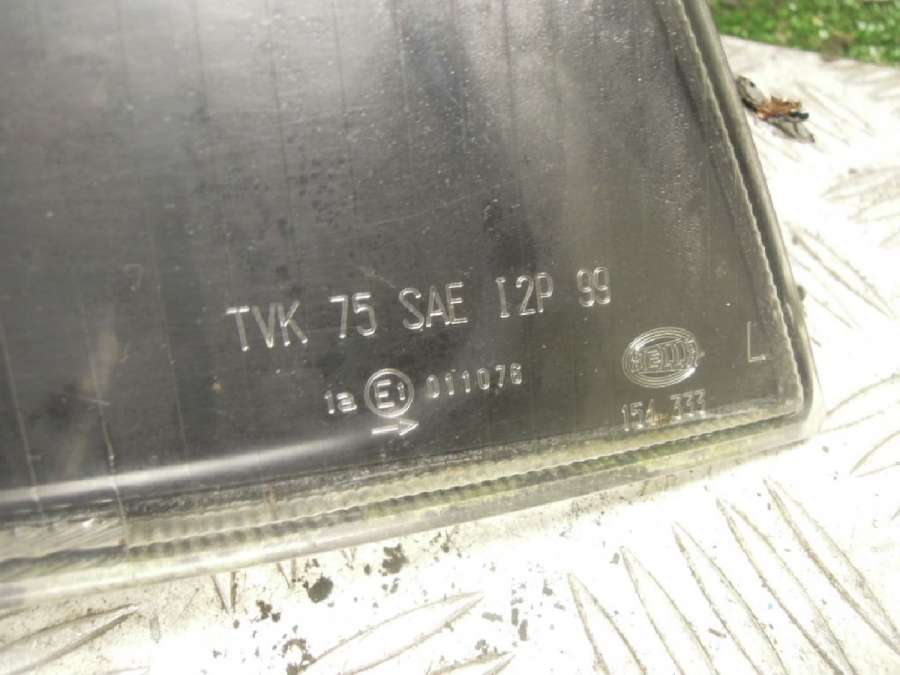 TVK 75 SAE I2P 99
1a E1 011076
→
HELLA
L
154.333